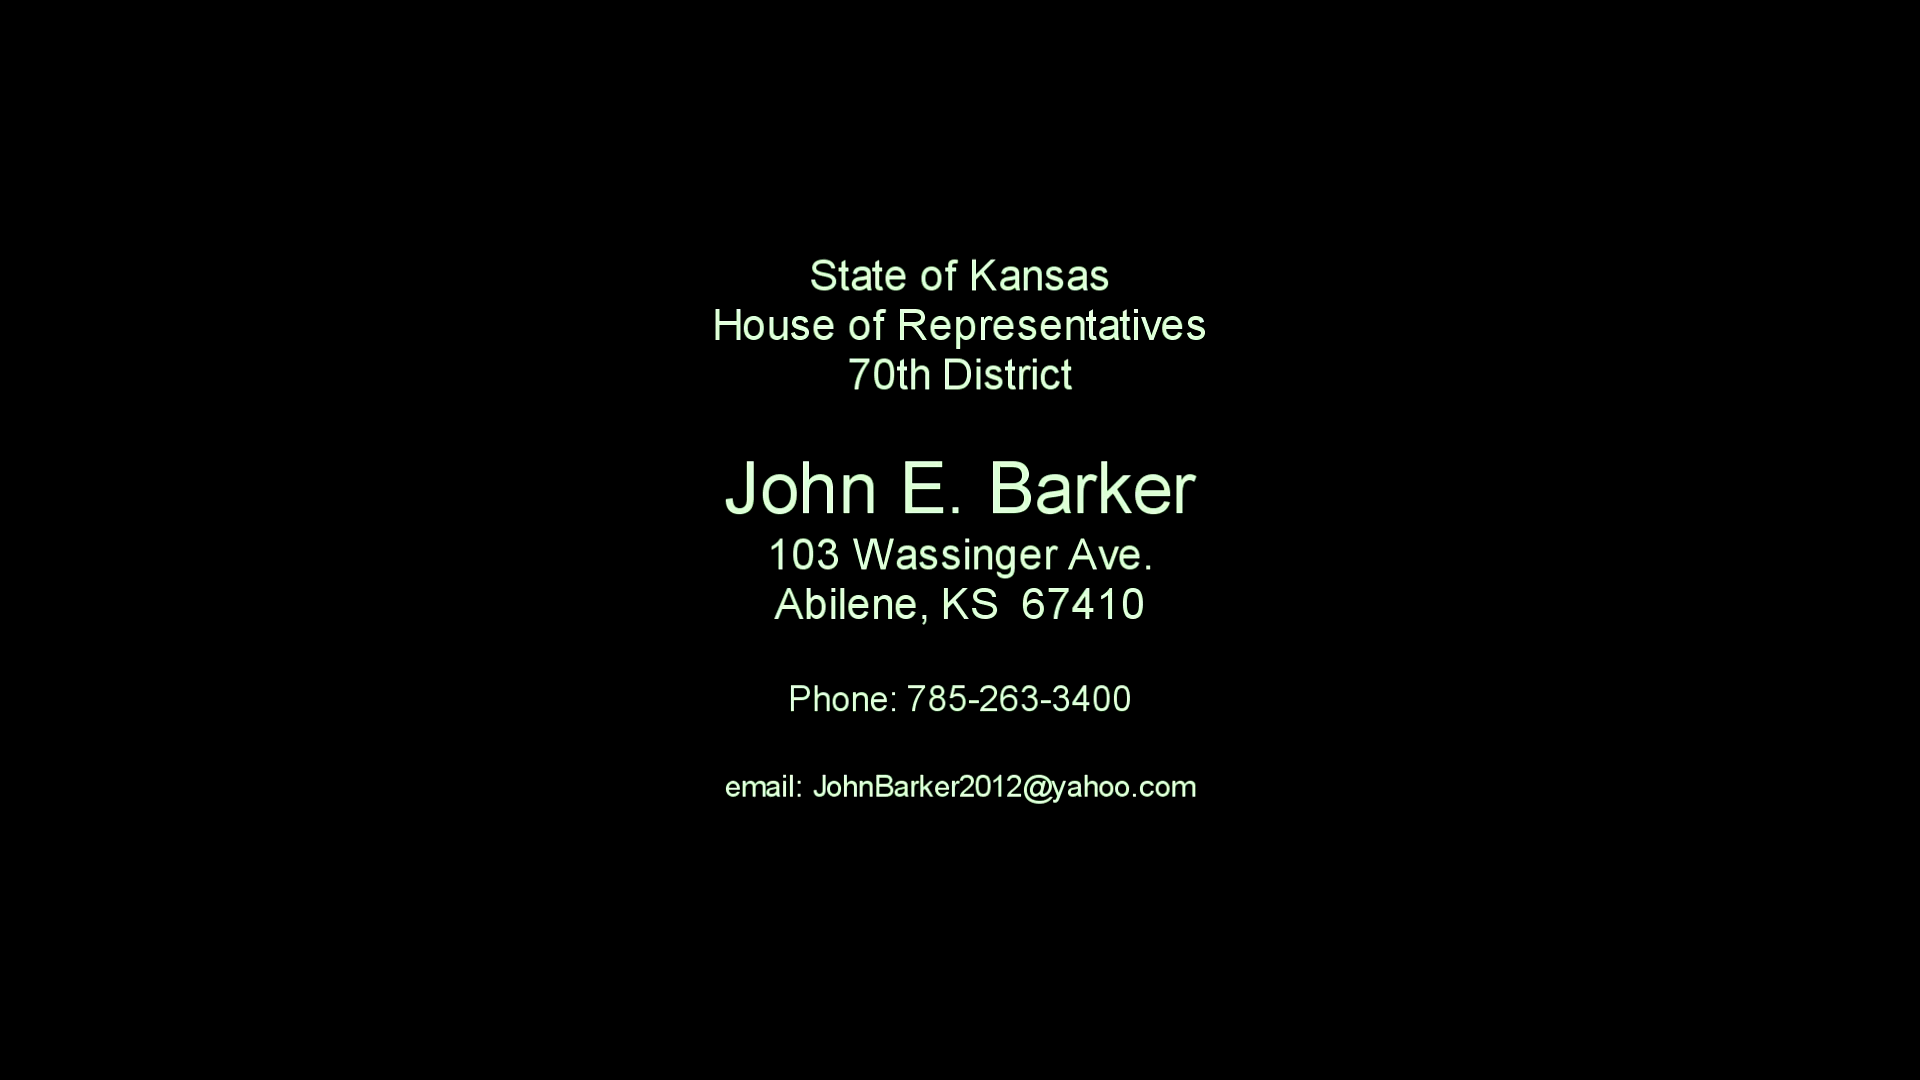 State of Kansas
House of Representatives
70th District
John E. Barker
103 Wassinger Ave.
Abilene, KS  67410
Phone: 785-263-3400
email: JohnBarker2012@yahoo.com